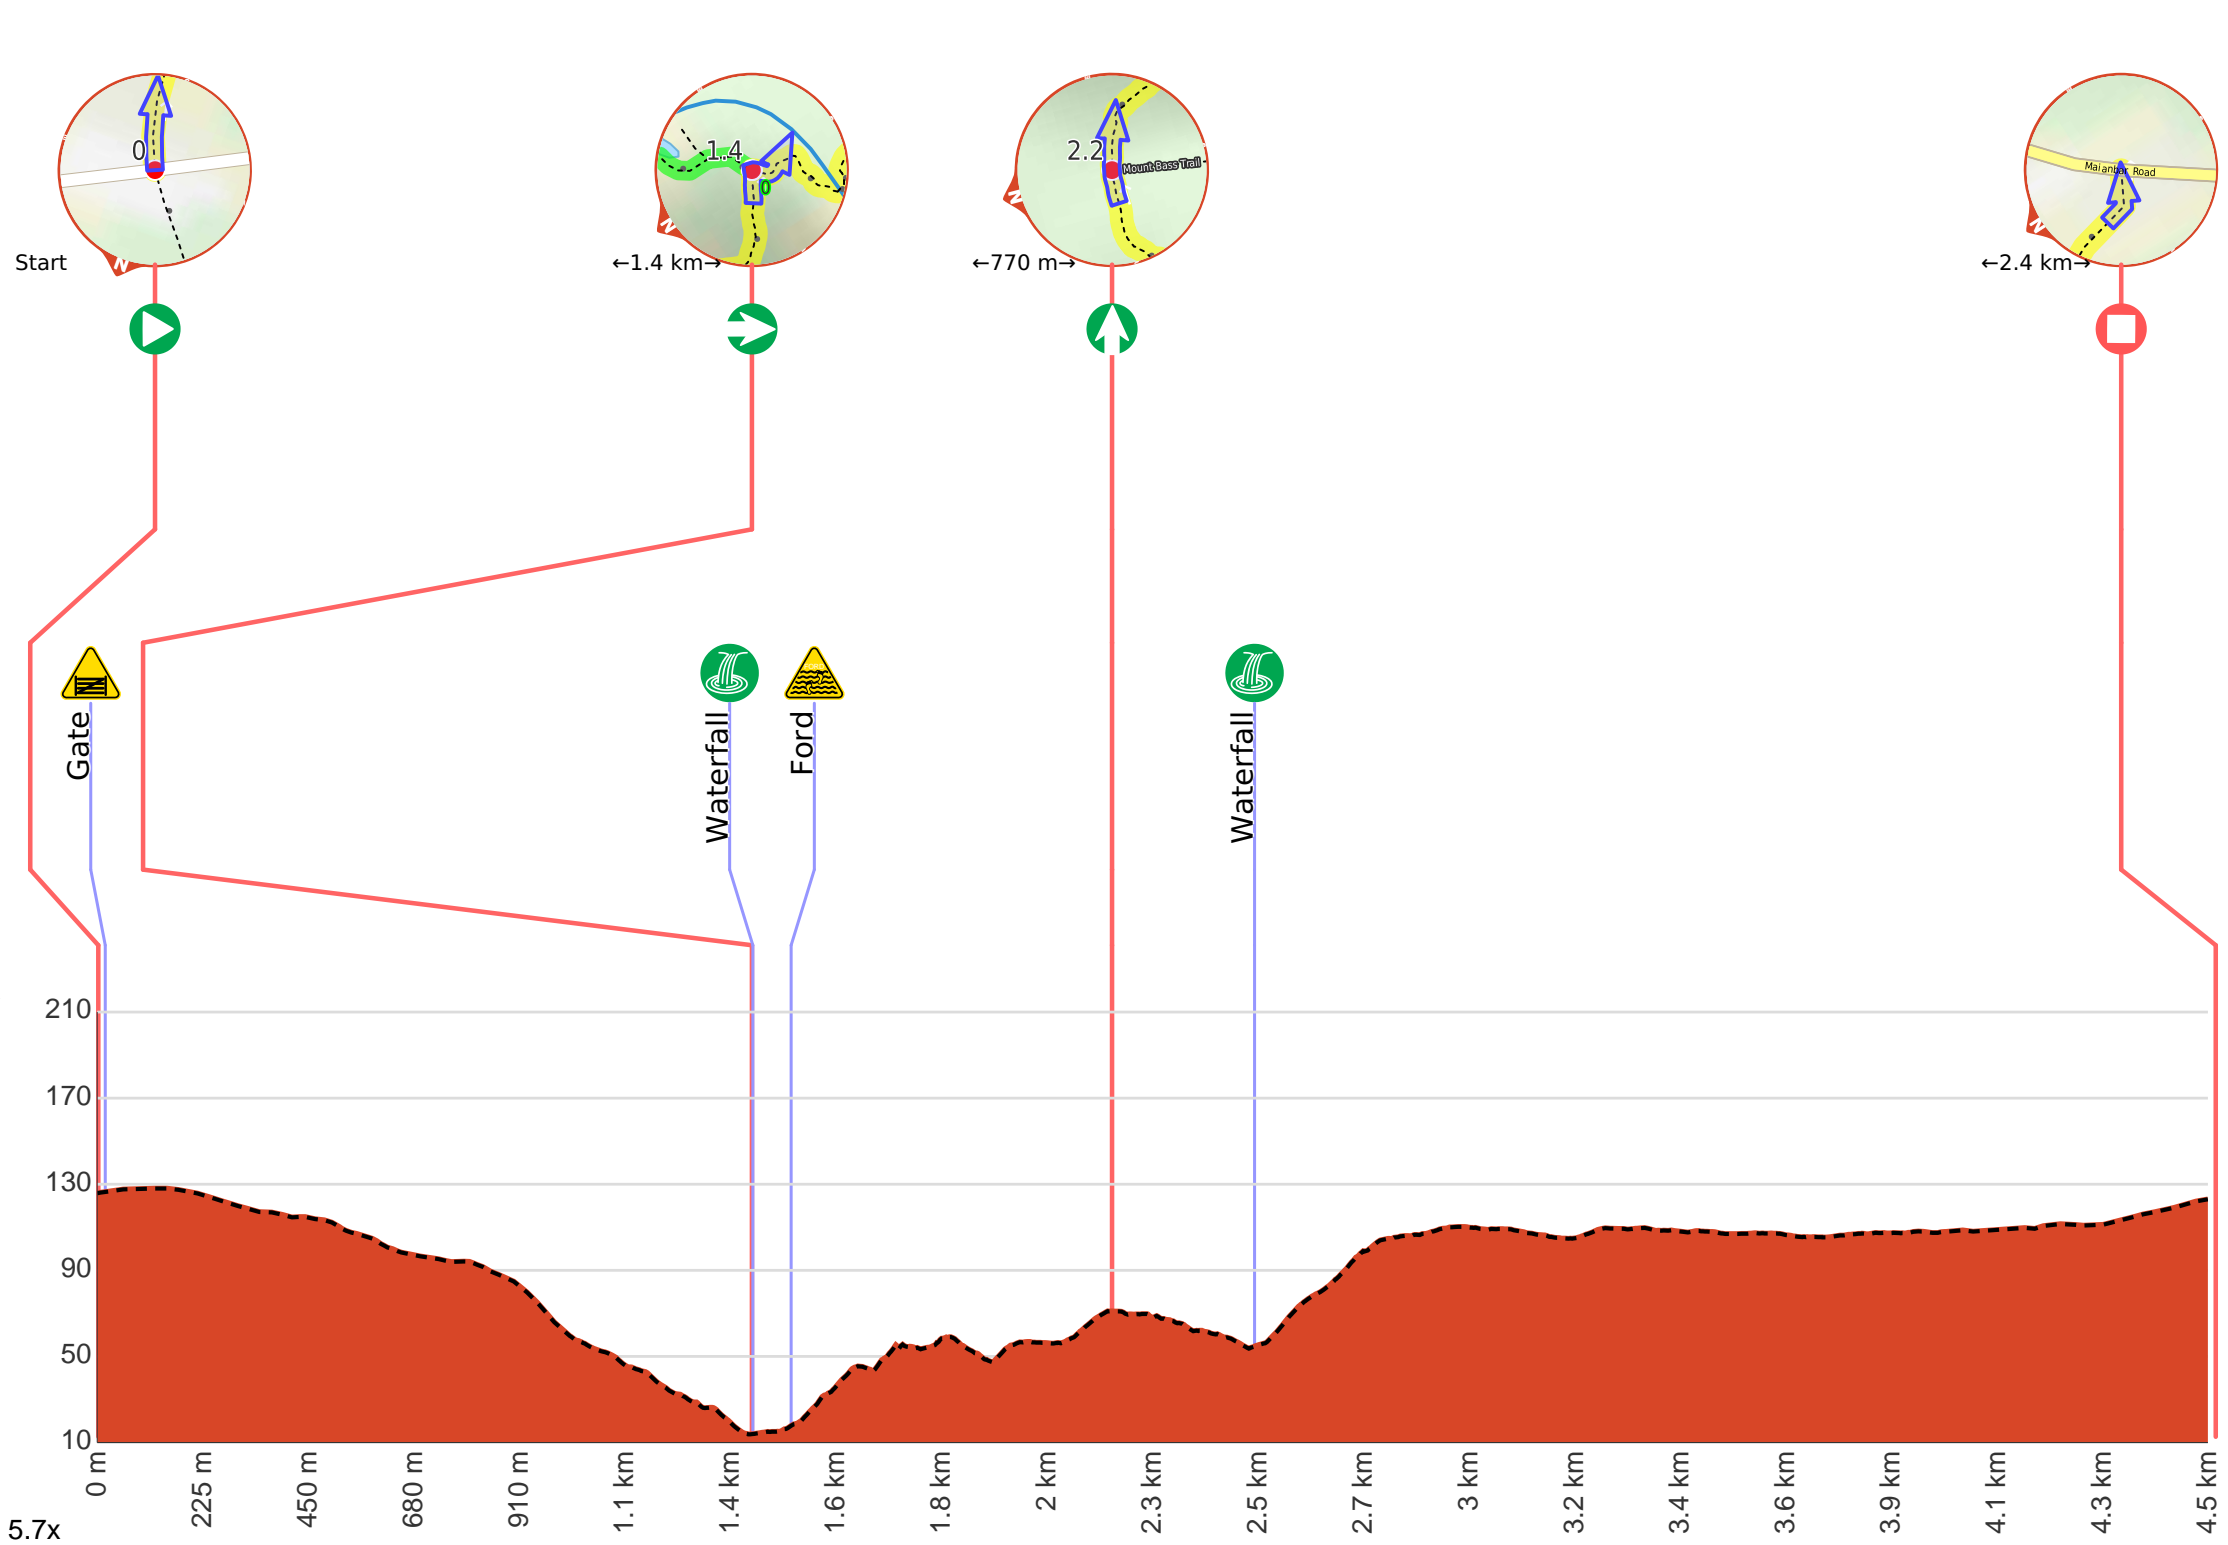 0
1.4
0
2.2
Mount Bass Trail
Maianbar Road
N
N
N
N
Start
←1.4 km→
←770 m→
←2.4 km→
Gate
Waterfall
Ford
Waterfall
210
170
130
90
50
10
0 m
225 m
450 m
680 m
910 m
1.1 km
1.4 km
1.6 km
1.8 km
2 km
2.3 km
2.5 km
2.7 km
3 km
3.2 km
3.4 km
3.6 km
3.9 km
4.1 km
4.3 km
4.5 km
5.7x